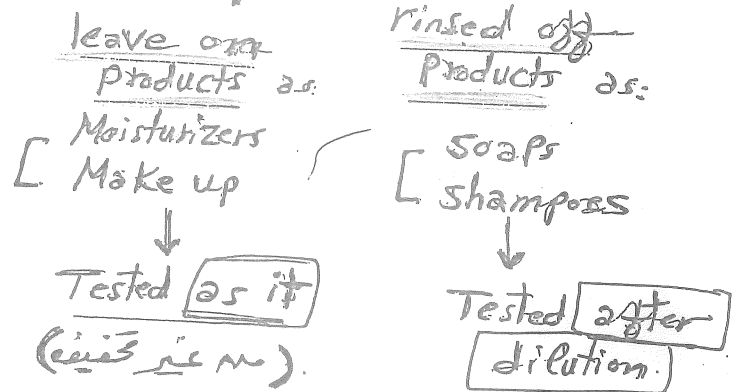 leave on
Products as:
Moisturizers
Make up
Tested as it
(من غير تخفيف).
rinsed off
Products as:
soaps
shampoos
Tested after
dilution.